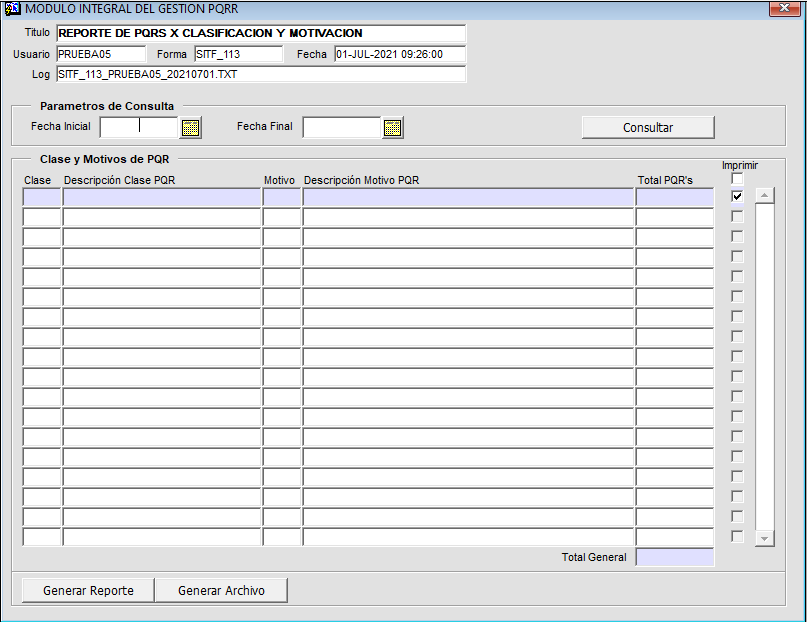 MODULO INTEGRAL DEL GESTION PQRR
Titulo REPORTE DE PQRS X CLASIFICACION Y MOTIVACION
Usuario PRUEBA05 Forma SITF_113 Fecha 01-JUL-2021 09:26:00
Log SITF_113_PRUEBA05_20210701.TXT
Parametros de Consulta
Fecha Inicial Fecha Final Consultar
Clase y Motivos de PQR
Imprimir
Clase Descripción Clase PQR Motivo Descripción Motivo PQR Total PQR's
Total General
Generar Reporte Generar Archivo